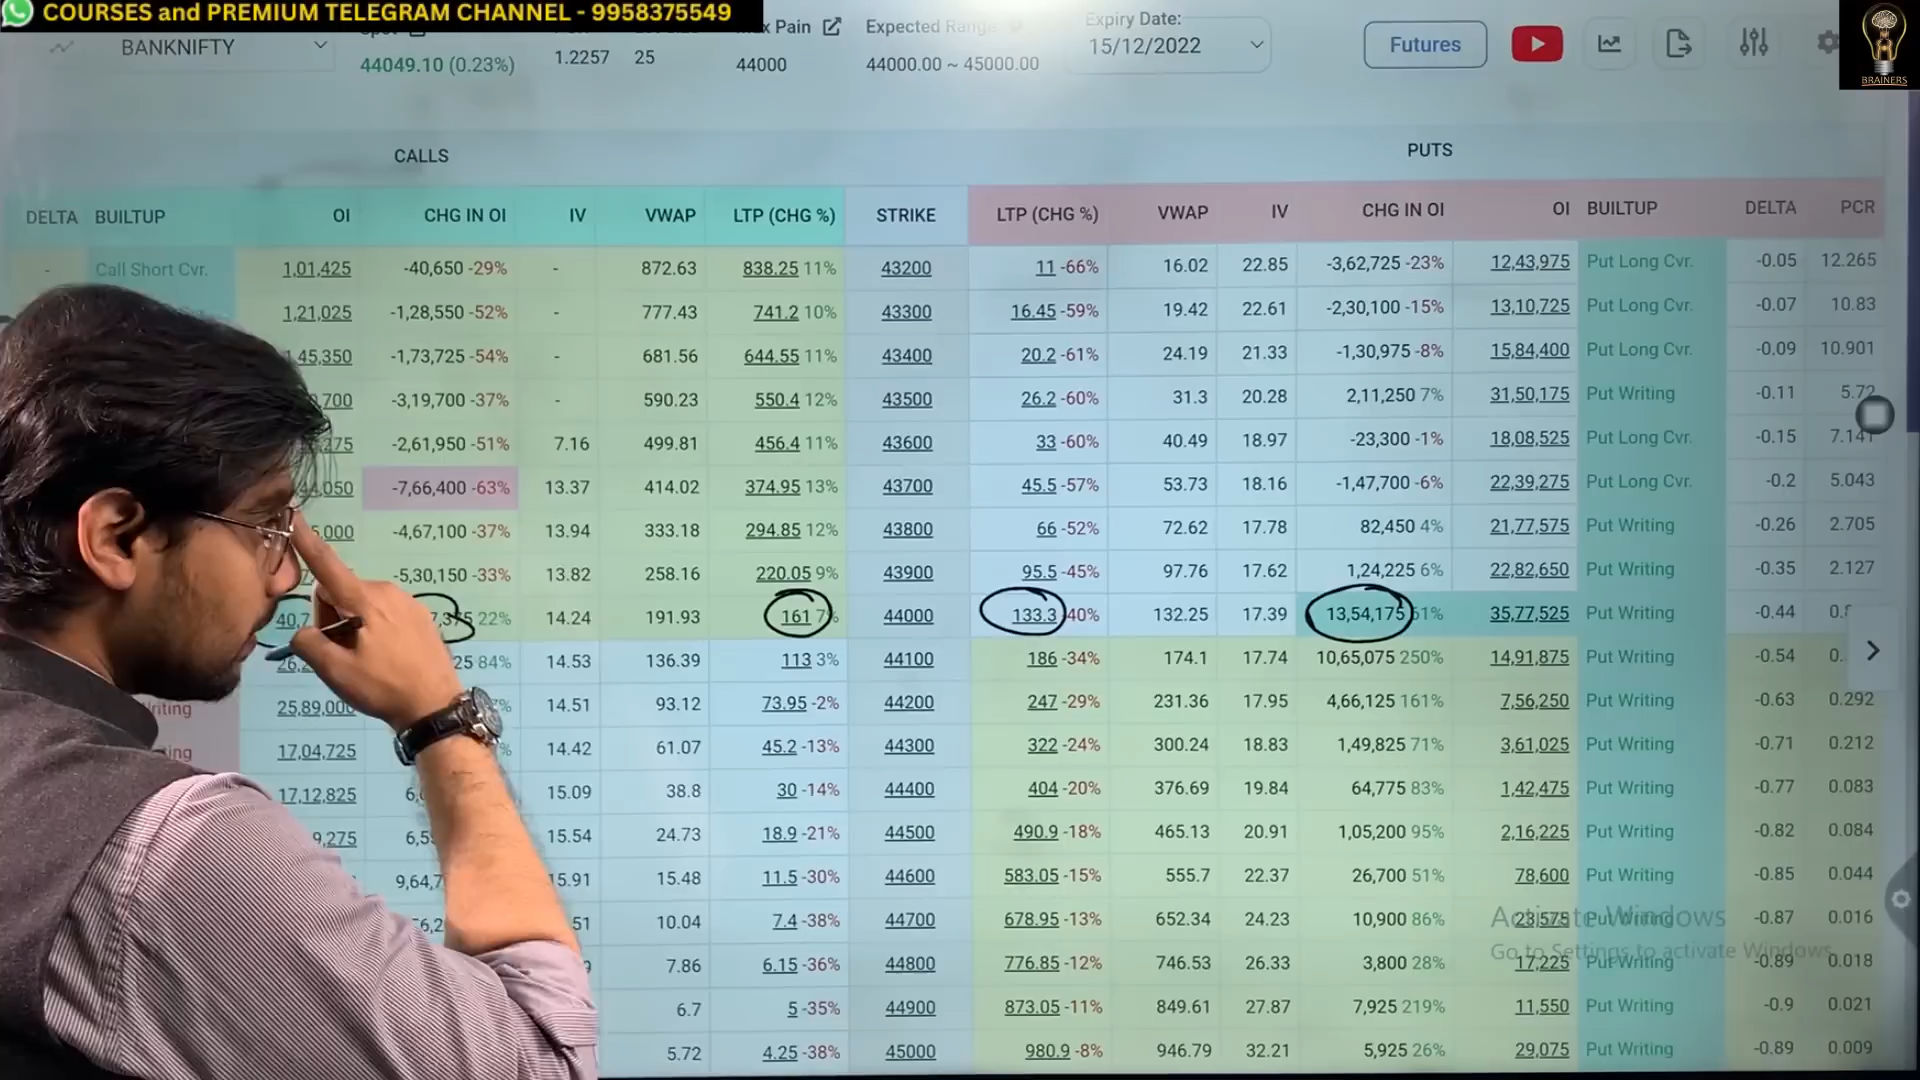 COURSES and PREMIUM TELEGRAM CHANNEL - 9958375549
BANKNIFTY
44049.10 (0.23%)
1.2257
25
Pain
44000
Expected Range
44000.00 ~ 45000.00
Expiry Date:
15/12/2022
Futures
BRAINERS
CALLS
PUTS
DELTA BUILTUP OI CHG IN OI IV VWAP LTP (CHG %) STRIKE LTP (CHG %) VWAP IV CHG IN OI OI BUILTUP DELTA PCR
- Call Short Cvr. 1,01,425 -40,650 -29% - 872.63 838.25 11% 43200 11 -66% 16.02 22.85 -3,62,725 -23% 12,43,975 Put Long Cvr. -0.05 12.265
1,21,025 -1,28,550 -52% - 777.43 741.2 10% 43300 16.45 -59% 19.42 22.61 -2,30,100 -15% 13,10,725 Put Long Cvr. -0.07 10.83
45,350 -1,73,725 -54% - 681.56 644.55 11% 43400 20.2 -61% 24.19 21.33 -1,30,975 -8% 15,84,400 Put Long Cvr. -0.09 10.901
,700 -3,19,700 -37% - 590.23 550.4 12% 43500 26.2 -60% 31.3 20.28 2,11,250 7% 31,50,175 Put Writing -0.11 5.72
,275 -2,61,950 -51% 7.16 499.81 456.4 11% 43600 33 -60% 40.49 18.97 -23,300 -1% 18,08,525 Put Long Cvr. -0.15 7.141
,050 -7,66,400 -63% 13.37 414.02 374.95 13% 43700 45.5 -57% 53.73 18.16 -1,47,700 -6% 22,39,275 Put Long Cvr. -0.2 5.043
,000 -4,67,100 -37% 13.94 333.18 294.85 12% 43800 66 -52% 72.62 17.78 82,450 4% 21,77,575 Put Writing -0.26 2.705
-5,30,150 -33% 13.82 258.16 220.05 9% 43900 95.5 -45% 97.76 17.62 1,24,225 6% 22,82,650 Put Writing -0.35 2.127
40,7 22% 14.24 191.93 161 7% 44000 133.3 -40% 132.25 17.39 13,54,175 61% 35,77,525 Put Writing -0.44
25 84% 14.53 136.39 113 3% 44100 186 -34% 174.1 17.74 10,65,075 250% 14,91,875 Put Writing -0.54
25,89,000 14.51 93.12 73.95 -2% 44200 247 -29% 231.36 17.95 4,66,125 161% 7,56,250 Put Writing -0.63 0.292
17,04,725 14.42 61.07 45.2 -13% 44300 322 -24% 300.24 18.83 1,49,825 71% 3,61,025 Put Writing -0.71 0.212
17,12,825 15.09 38.8 30 -14% 44400 404 -20% 376.69 19.84 64,775 83% 1,42,475 Put Writing -0.77 0.083
9,275 15.54 24.73 18.9 -21% 44500 490.9 -18% 465.13 20.91 1,05,200 95% 2,16,225 Put Writing -0.82 0.084
9,64,7 15.91 15.48 11.5 -30% 44600 583.05 -15% 555.7 22.37 26,700 51% 78,600 Put Writing -0.85 0.044
51 10.04 7.4 -38% 44700 678.95 -13% 652.34 24.23 10,900 86% 23,575 Put Writing -0.87 0.016
7.86 6.15 -36% 44800 776.85 -12% 746.53 26.33 3,800 28% 17,225 Put Writing -0.89 0.018
6.7 5 -35% 44900 873.05 -11% 849.61 27.87 7,925 219% 11,550 Put Writing -0.9 0.021
5.72 4.25 -38% 45000 980.9 -8% 946.79 32.21 5,925 26% 29,075 Put Writing -0.89 0.009
Activate Windows
Go to Settings to activate Windows.